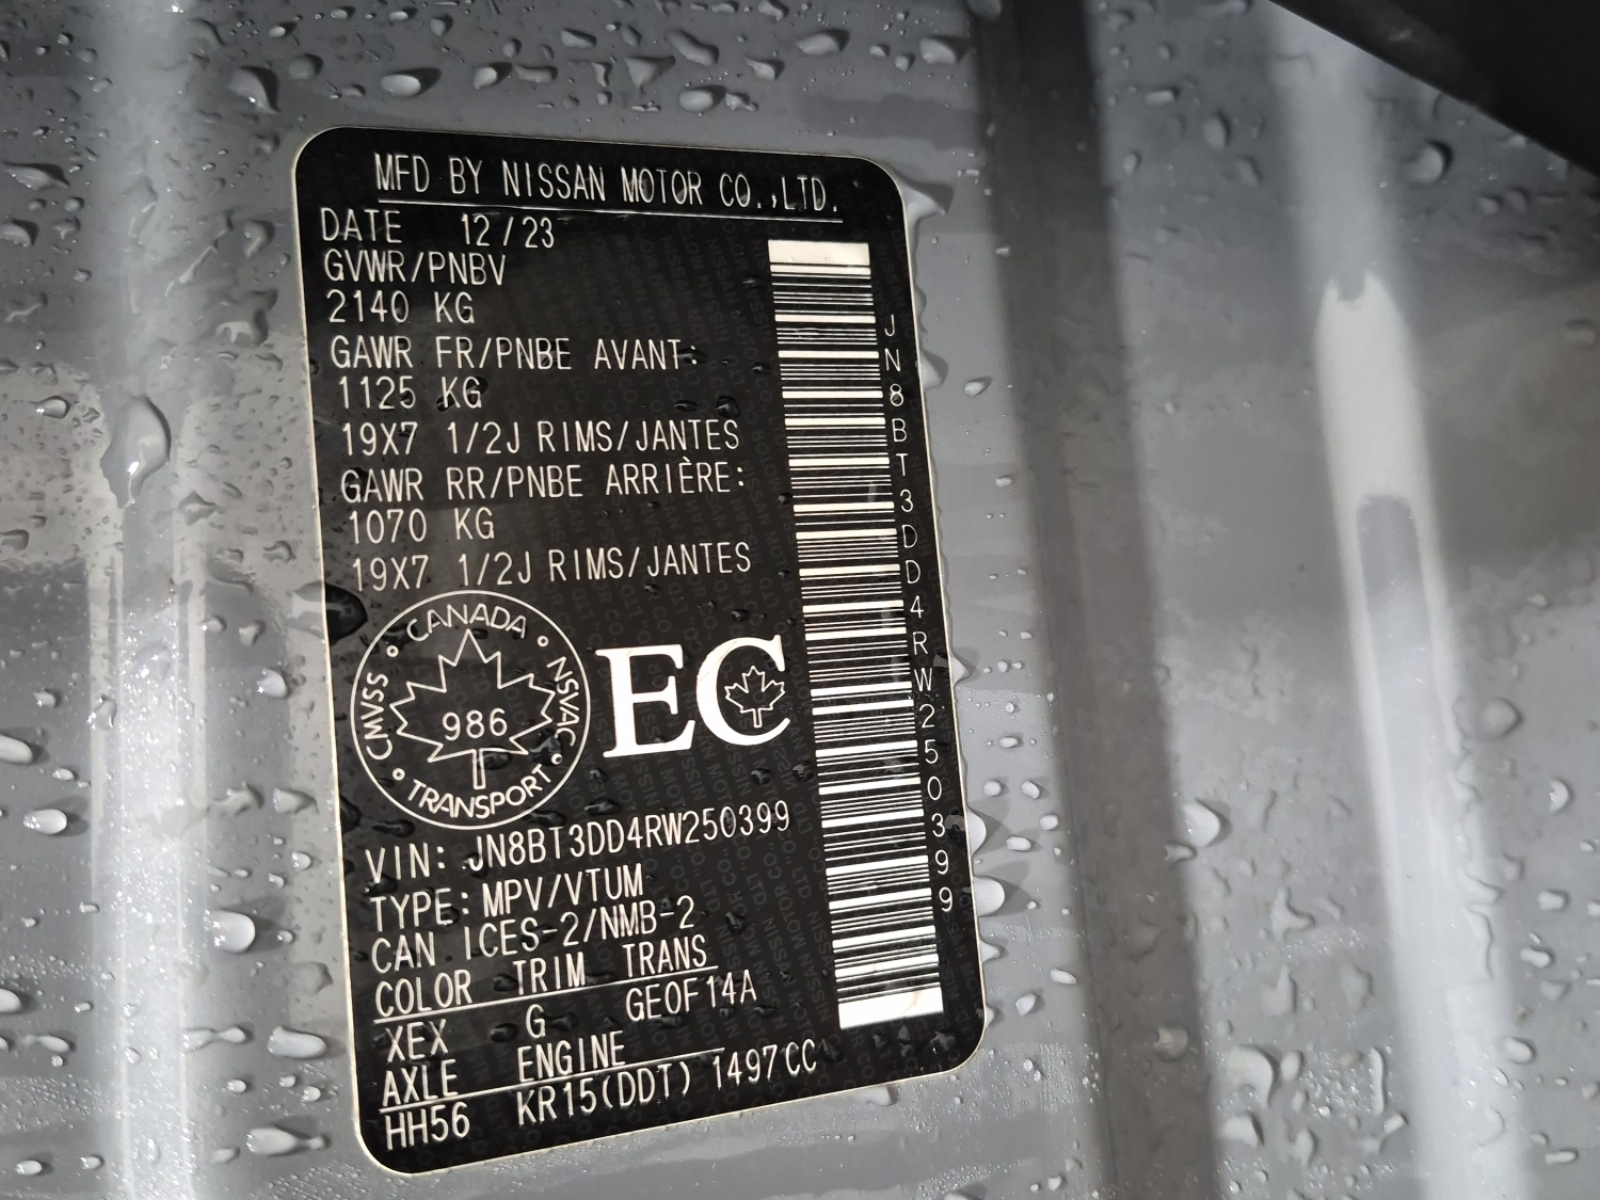 MFD BY NISSAN MOTOR CO.,LTD.
DATE 12/23
GVWR/PNBV
2140 KG
GAWR FR/PNBE AVANT:
1125 KG
19X7 1/2J RIMS/JANTES
GAWR RR/PNBE ARRIÈRE:
1070 KG
19X7 1/2J RIMS/JANTES
CANADA
CMVSS
NSVAC
986
TRANSPORT
EC
VIN: JN8BT3DD4RW250399
TYPE: MPV/VTUM
CAN ICES-2/NMB-2
COLOR TRIM TRANS
XEX G GEOF14A
AXLE ENGINE
HH56 KR15(DDT) 1497CC
JN8BT3DD4RW250399